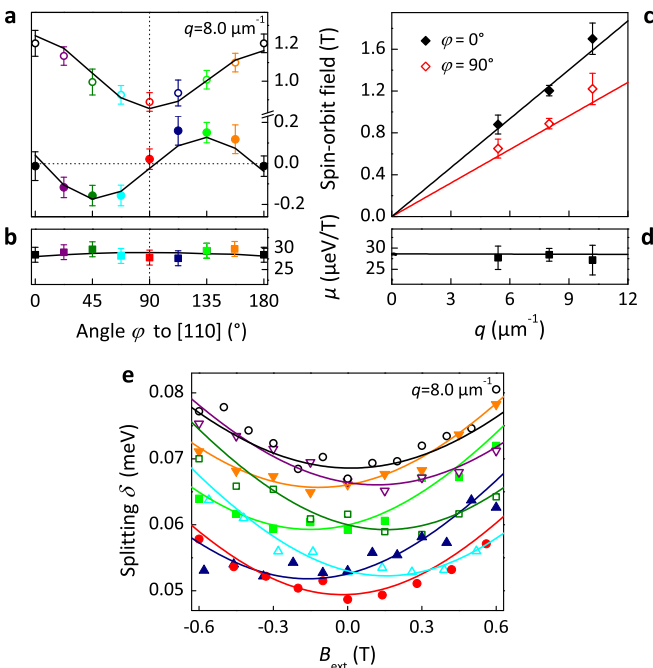 a
q=8.0 μm⁻¹
1.2
1.0
0.2
0.0
-0.2
b
30
25
0
45
90
135
180
Angle φ to [110] (°)
c
Spin-orbit field (T)
1.8
1.2
0.6
0.0
φ = 0°
φ = 90°
d
μ (μeV/T)
30
25
0
3
6
9
12
q (μm⁻¹)
e
q=8.0 μm⁻¹
Splitting δ (meV)
0.08
0.07
0.06
0.05
-0.6
-0.3
0.0
0.3
0.6
B_ext (T)